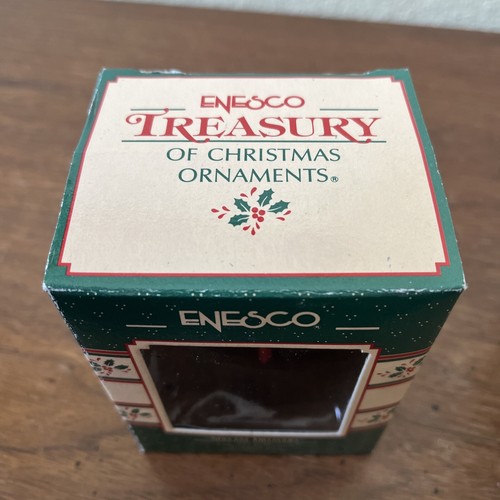 ENESCO
TREASURY
OF CHRISTMAS
ORNAMENTS®
ENESCO